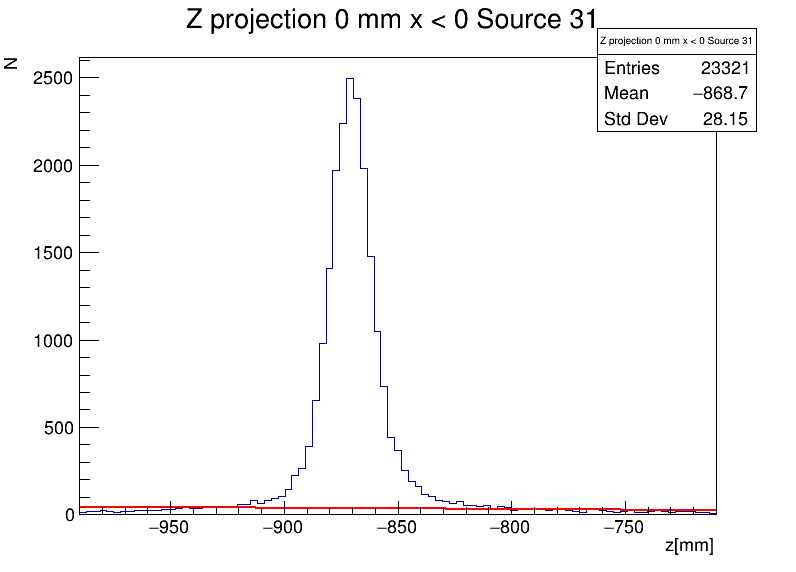 Z projection 0 mm x < 0 Source 31
Z projection 0 mm x < 0 Source 31
Entries 23321
Mean −868.7
Std Dev 28.15
N
2500
2000
1500
1000
500
0
−950 −900 −850 −800 −750
z[mm]